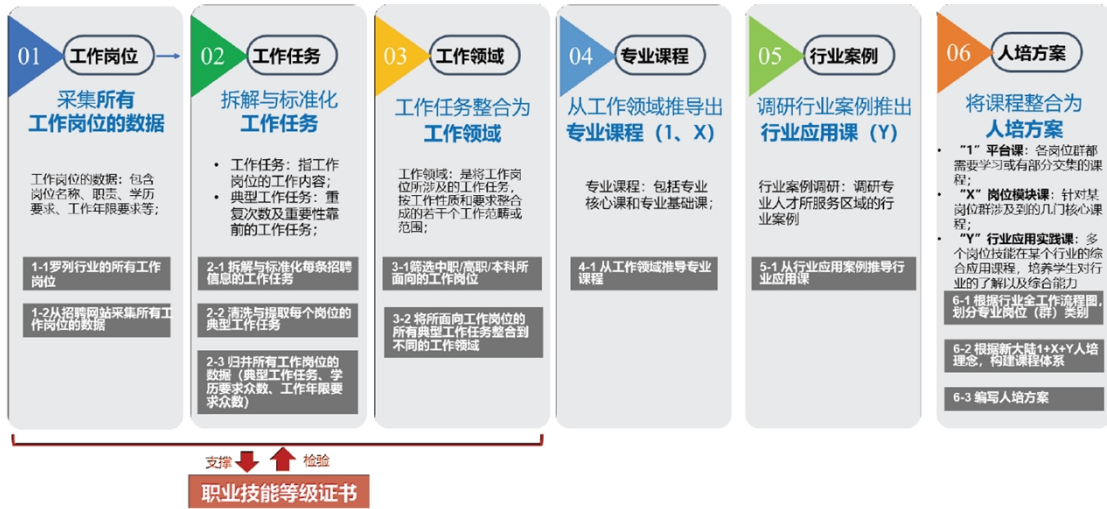 01
工作岗位
采集所有
工作岗位的数据
工作岗位的数据：包含
岗位名称、职责、学历
要求、工作年限要求等；
1-1罗列行业的所有工作
岗位
1-2从招聘网站采集所有工
作岗位的数据
02
工作任务
拆解与标准化
工作任务
• 工作任务：指工作
岗位的工作内容；
• 典型工作任务：重
复次数及重要性靠
前的工作任务；
2-1 拆解与标准化每条招聘
信息的工作任务
2-2 清洗与提取每个岗位的
典型工作任务
2-3 归并所有工作岗位的
数据（典型工作任务、学
历要求众数、工作年限要
求众数）
03
工作领域
工作任务整合为
工作领域
工作领域：是将工作岗
位所涉及的工作任务，
按工作性质和要求整合
成的若干个工作范畴或
范围；
3-1筛选中职/高职/本科所
面向的工作岗位
3-2 将所面向工作岗位的
所有典型工作任务整合到
不同的工作领域
04
专业课程
从工作领域推导出
专业课程（1、X）
专业课程：包括专业
核心课和专业基础课；
4-1 从工作领域推导专业
课程
05
行业案例
调研行业案例推出
行业应用课（Y）
行业案例调研：调研专
业人才所服务区域的行
业案例
5-1 从行业应用案例推导行
业应用课
06
人培方案
将课程整合为
人培方案
• “1”平台课：各岗位群都
需要学习或有部分交集的课
程；
• “X”岗位模块课：针对某
岗位群涉及到的几门核心课
程；
• “Y”行业应用实践课：多
个岗位技能在某个行业的综
合应用课程，培养学生对行
业的了解以及综合能力
6-1 根据行业全工作流程图，
划分专业岗位（群）类别
6-2 根据新大陆1+X+Y人培
理念，构建课程体系
6-3 编写人培方案
支撑
检验
职业技能等级证书